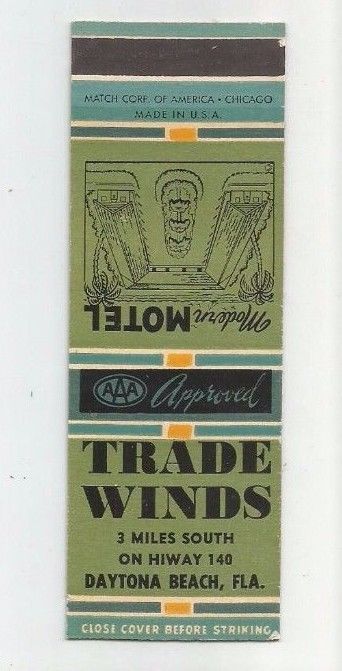 MATCH CORP. OF AMERICA • CHICAGO
MADE IN U.S.A.
Modern MOTEL
AAA Approved
TRADE
WINDS
3 MILES SOUTH
ON HIWAY 140
DAYTONA BEACH, FLA.
CLOSE COVER BEFORE STRIKING